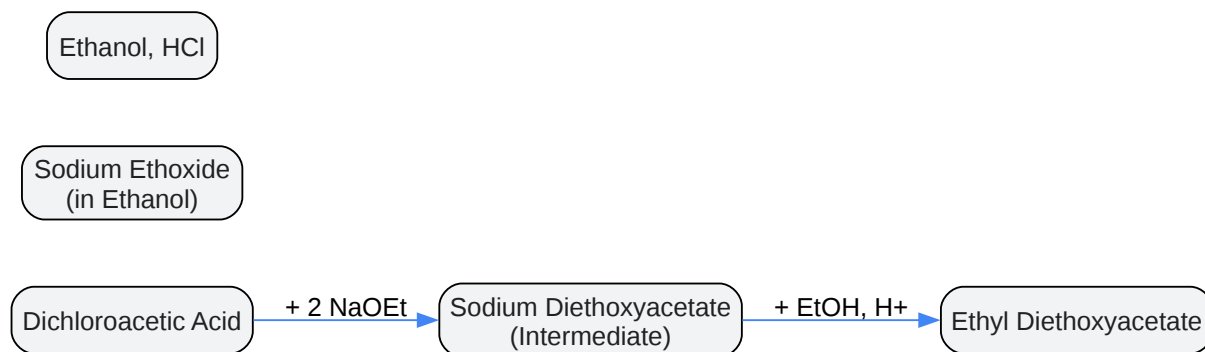 Ethanol, HCl
Sodium Ethoxide
(in Ethanol)
Dichloroacetic Acid
+ 2 NaOEt
Sodium Diethoxyacetate
(Intermediate)
+ EtOH, H+
Ethyl Diethoxyacetate